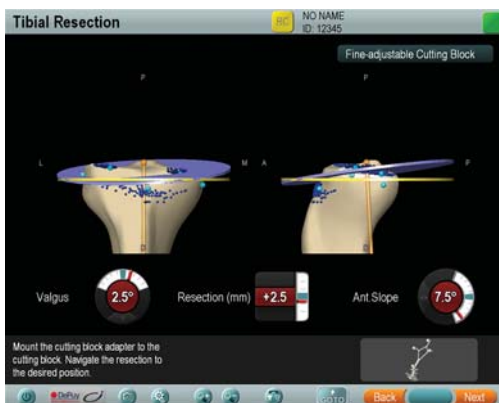 Tibial Resection
RC
NO NAME
ID: 12345
Fine-adjustable Cutting Block
P
P
L
M
A
P
D
D
Valgus
2.5°
Resection (mm)
+2.5
Ant.Slope
7.5°
Mount the cutting block adapter to the
cutting block. Navigate the resection to
the desired position.
DePuy
GOTO
Back
Next